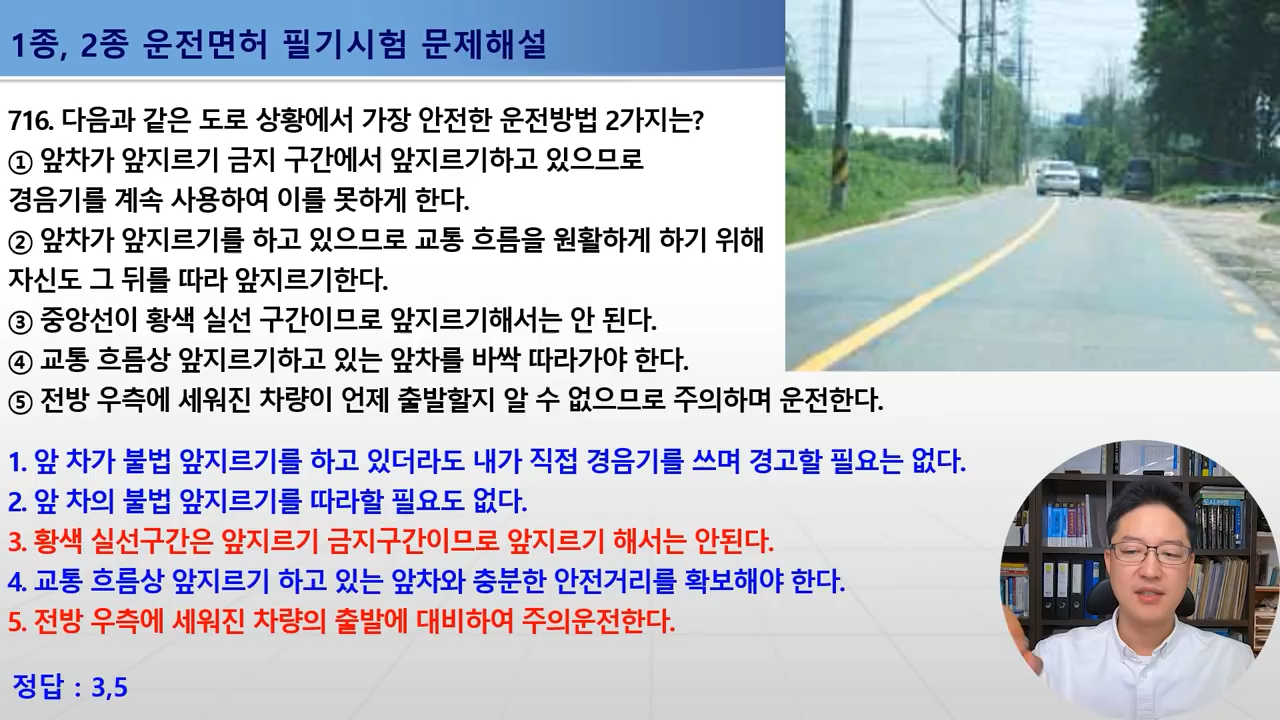 1종, 2종 운전면허 필기시험 문제해설
716. 다음과 같은 도로 상황에서 가장 안전한 운전방법 2가지는?
① 앞차가 앞지르기 금지 구간에서 앞지르기하고 있으므로
경음기를 계속 사용하여 이를 못하게 한다.
② 앞차가 앞지르기를 하고 있으므로 교통 흐름을 원활하게 하기 위해
자신도 그 뒤를 따라 앞지르기한다.
③ 중앙선이 황색 실선 구간이므로 앞지르기해서는 안 된다.
④ 교통 흐름상 앞지르기하고 있는 앞차를 바싹 따라가야 한다.
⑤ 전방 우측에 세워진 차량이 언제 출발할지 알 수 없으므로 주의하며 운전한다.
1. 앞 차가 불법 앞지르기를 하고 있더라도 내가 직접 경음기를 쓰며 경고할 필요는 없다.
2. 앞 차의 불법 앞지르기를 따라할 필요도 없다.
3. 황색 실선구간은 앞지르기 금지구간이므로 앞지르기 해서는 안된다.
4. 교통 흐름상 앞지르기 하고 있는 앞차와 충분한 안전거리를 확보해야 한다.
5. 전방 우측에 세워진 차량의 출발에 대비하여 주의운전한다.
정답 : 3,5